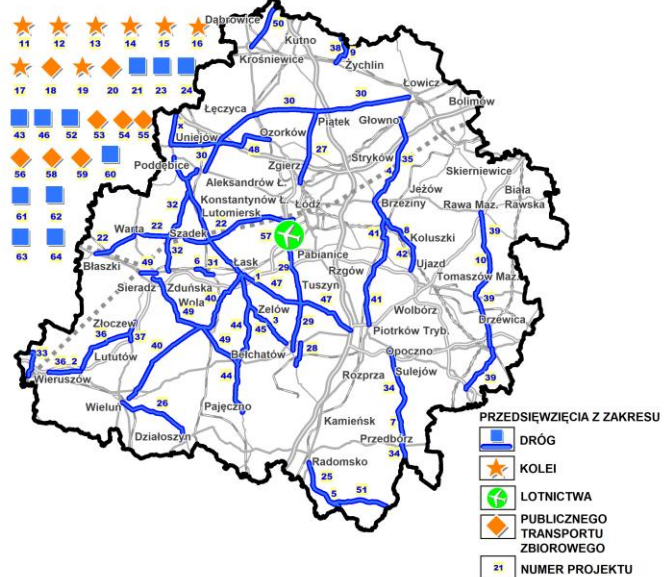 Dąbrowice
50
Kutno
38
9
Krośniewice
Żychlin
11 12 13 14 15 16
Łowicz
17 18 19 20 21 23 24
30
30
Bolimów
Łęczyca
Piątek
Głowno
43 46 52 53 54 55
x
Uniejów
Ozorków
48
27
30
Zgierz
Stryków
35
56 58 59 60
Poddębice
4
Skierniewice
Aleksandrów Ł.
Jeżów
Biała
Rawska
Konstantynów Ł.
Łódź
Brzeziny
Rawa Maz.
61 62
32
Lutomiersk
22
Warta
22
Szadek
57
41
8
Koluszki
39
63 64
22
32
Pabianice
42
Błaszki
49
6
31
Łask
29
Rzgów
Ujazd
10
Sieradz
Zduńska
Wola
40
1
47
Tuszyn
Tomaszów Maz.
49
44
Zelów
3
47
41
39
Złoczew
45
29
Wolbórz
Drzewica
36
37
49
Piotrków Tryb.
33
40
Bełchatów
28
Opoczno
36
2
Lututów
Sulejów
Wieruszów
44
Rozprza
34
39
Wieluń
26
Pajęczno
7
Kamieńsk
Działoszyn
Przedbórz
34
Radomsko
25
5
51
PRZEDSIĘWZIĘCIA Z ZAKRESU
DRÓG
KOLEI
LOTNICTWA
PUBLICZNEGO
TRANSPORTU
ZBIOROWEGO
21 NUMER PROJEKTU